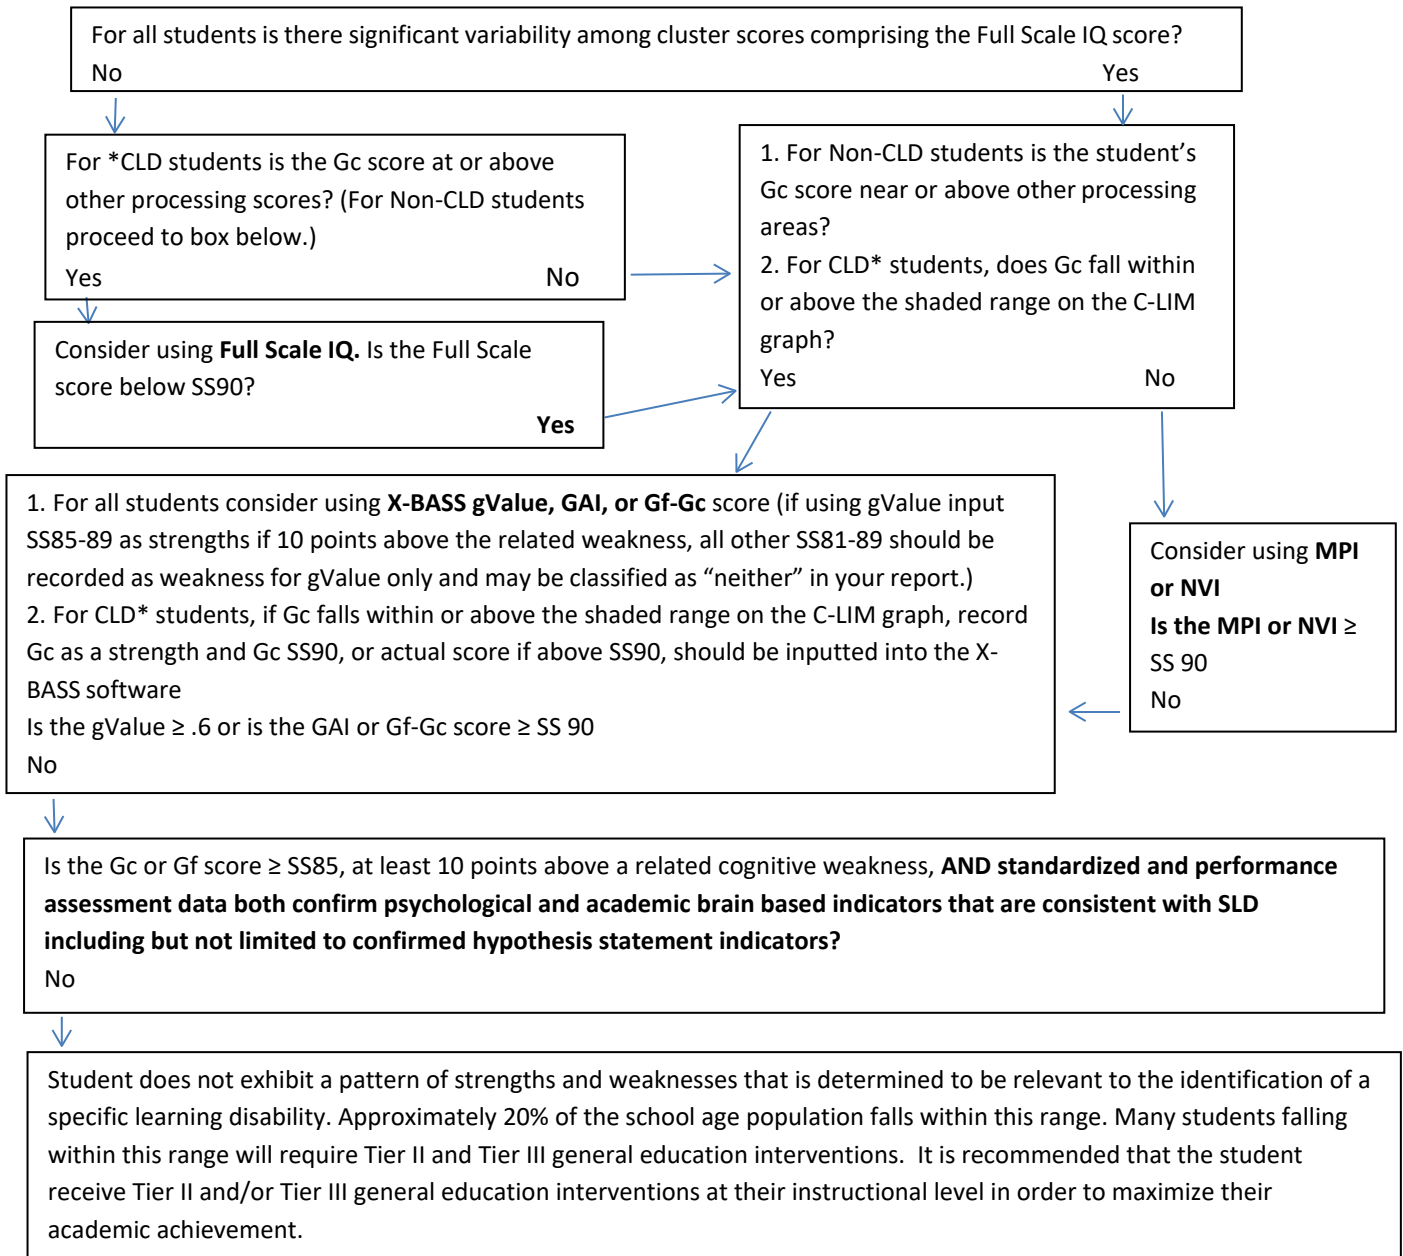 For all students is there significant variability among cluster scores comprising the Full Scale IQ score?
No Yes
For *CLD students is the Gc score at or above
other processing scores? (For Non-CLD students
proceed to box below.)
Yes No
1. For Non-CLD students is the student's
Gc score near or above other processing
areas?
2. For CLD* students, does Gc fall within
or above the shaded range on the C-LIM
graph?
Yes No
Consider using Full Scale IQ. Is the Full Scale
score below SS90?
Yes
1. For all students consider using X-BASS gValue, GAI, or Gf-Gc score (if using gValue input
SS85-89 as strengths if 10 points above the related weakness, all other SS81-89 should be
recorded as weakness for gValue only and may be classified as “neither” in your report.)
2. For CLD* students, if Gc falls within or above the shaded range on the C-LIM graph, record
Gc as a strength and Gc SS90, or actual score if above SS90, should be inputted into the X-
BASS software
Is the gValue ≥ .6 or is the GAI or Gf-Gc score ≥ SS 90
No
Consider using MPI
or NVI
Is the MPI or NVI ≥
SS 90
No
Is the Gc or Gf score ≥ SS85, at least 10 points above a related cognitive weakness, AND standardized and performance
assessment data both confirm psychological and academic brain based indicators that are consistent with SLD
including but not limited to confirmed hypothesis statement indicators?
No
Student does not exhibit a pattern of strengths and weaknesses that is determined to be relevant to the identification of a
specific learning disability. Approximately 20% of the school age population falls within this range. Many students falling
within this range will require Tier II and Tier III general education interventions. It is recommended that the student
receive Tier II and/or Tier III general education interventions at their instructional level in order to maximize their
academic achievement.